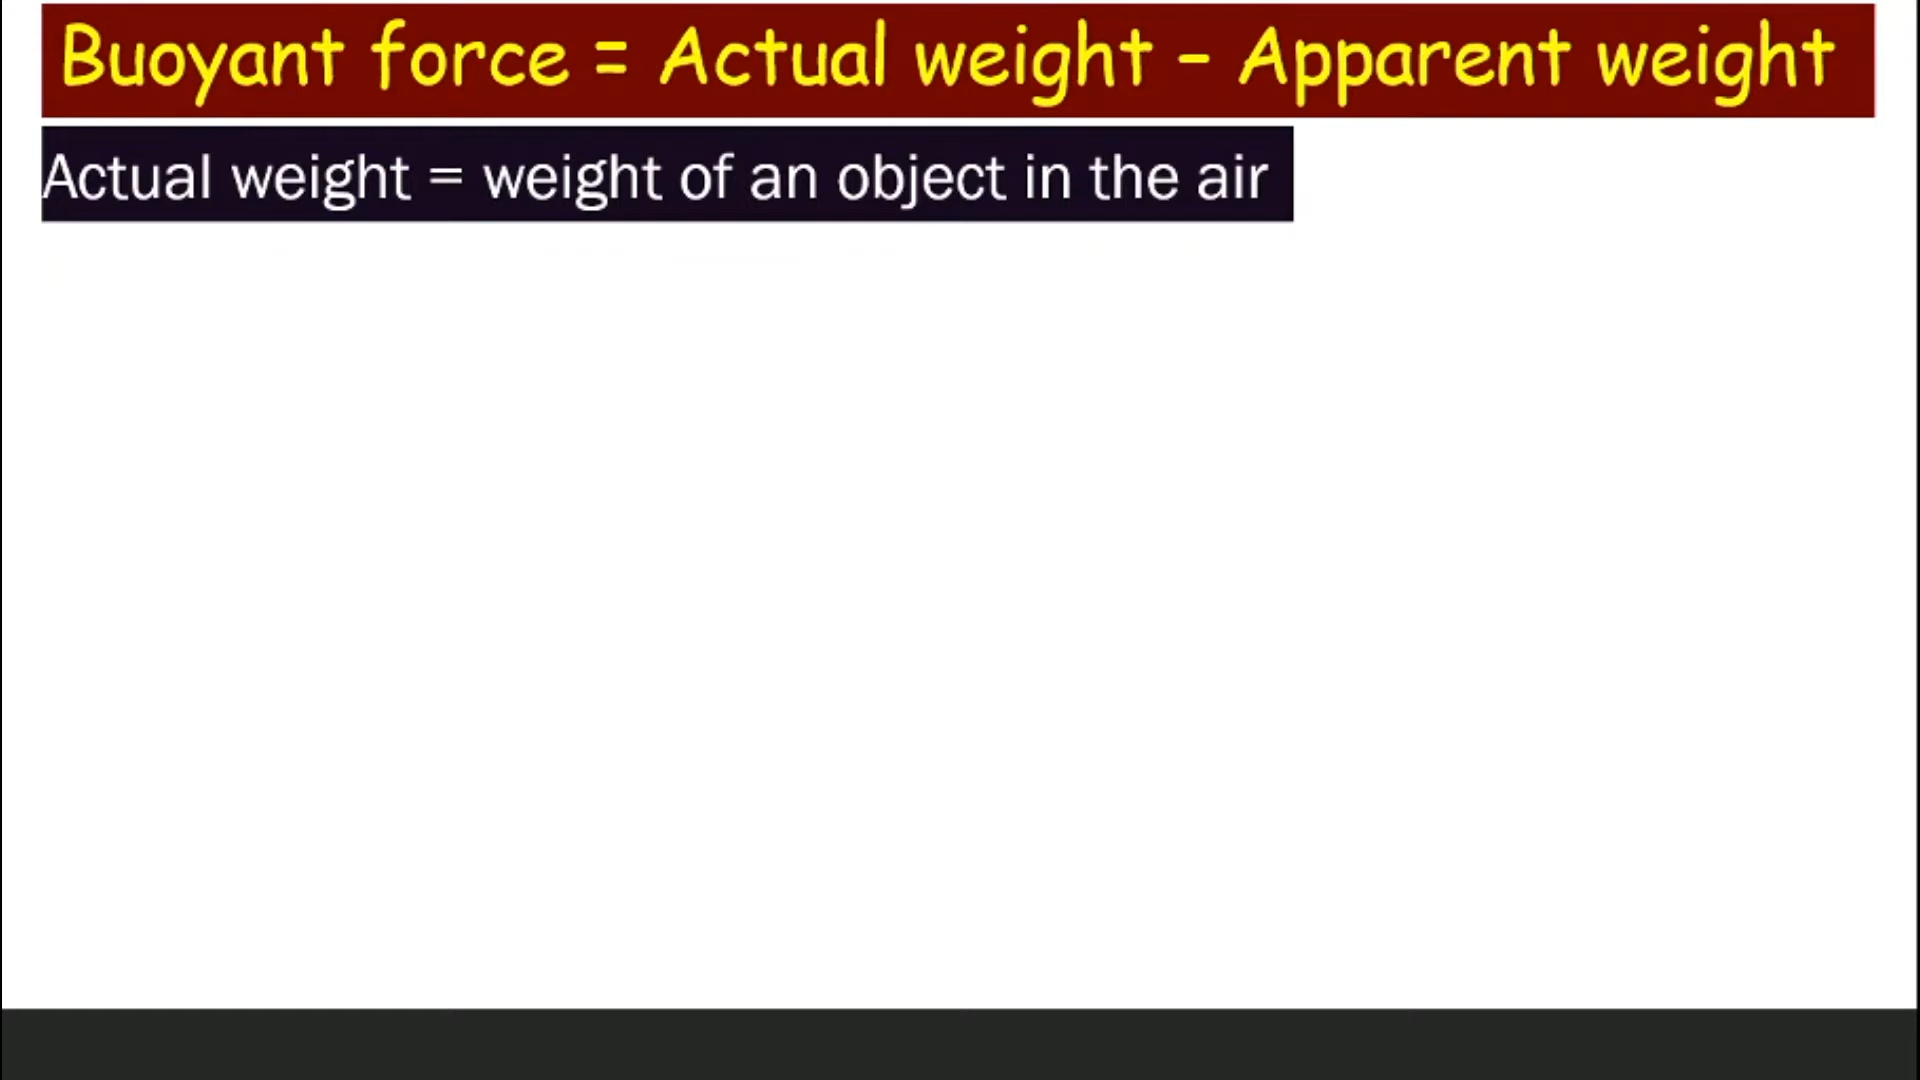 Buoyant force = Actual weight – Apparent weight
Actual weight = weight of an object in the air